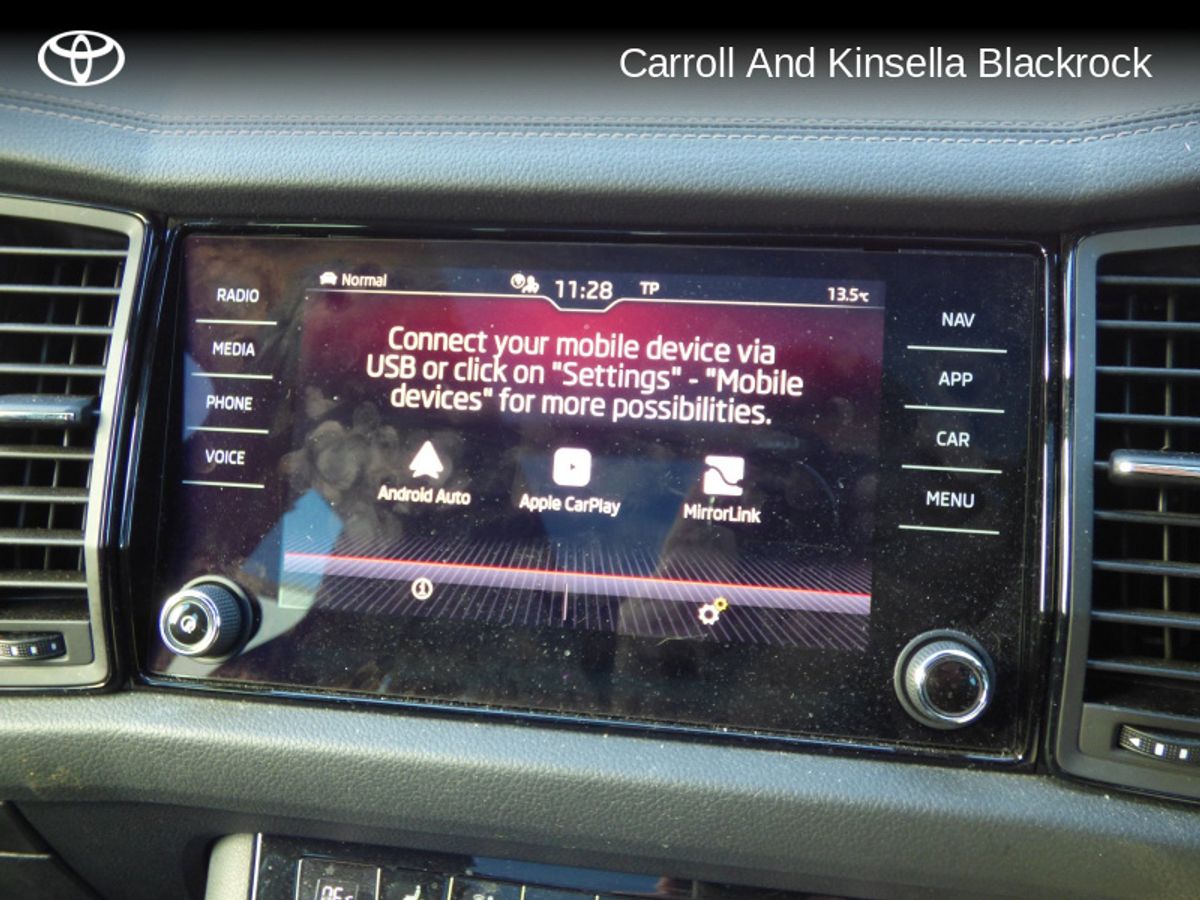 Carroll And Kinsella Blackrock
Normal 11:28 TP 13.5°C
RADIO
MEDIA
PHONE
VOICE
Connect your mobile device via
USB or click on "Settings" - "Mobile
devices" for more possibilities.
Android Auto Apple CarPlay MirrorLink
NAV
APP
CAR
MENU